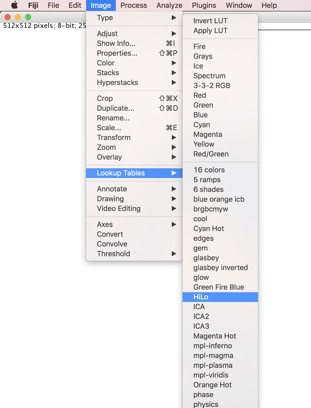 Fiji File Edit Image Process Analyze Plugins Window Help
512x512 pixels; 8-bit; 25
Type
Adjust
Show Info... ⌘I
Properties... ⇧⌘P
Color
Stacks
Hyperstacks
Crop ⇧⌘X
Duplicate... ⇧⌘D
Rename...
Scale... ⌘E
Transform
Zoom
Overlay
Lookup Tables
Annotate
Drawing
Video Editing
Axes
Convert
Convolve
Threshold
Invert LUT
Apply LUT
Fire
Grays
Ice
Spectrum
3-3-2 RGB
Red
Green
Blue
Cyan
Magenta
Yellow
Red/Green
16 colors
5 ramps
6 shades
blue orange icb
brgbcmyw
cool
Cyan Hot
edges
gem
glasbey
glasbey inverted
glow
Green Fire Blue
HiLo
ICA
ICA2
ICA3
Magenta Hot
mpl-inferno
mpl-magma
mpl-plasma
mpl-viridis
Orange Hot
phase
physics